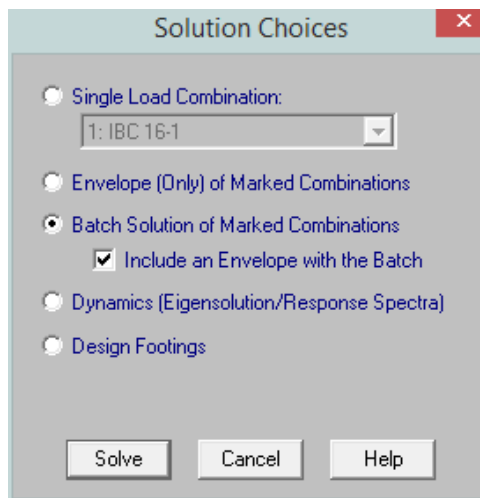 Solution Choices
Single Load Combination:
1: IBC 16-1
Envelope (Only) of Marked Combinations
Batch Solution of Marked Combinations
Include an Envelope with the Batch
Dynamics (Eigensolution/Response Spectra)
Design Footings
Solve Cancel Help